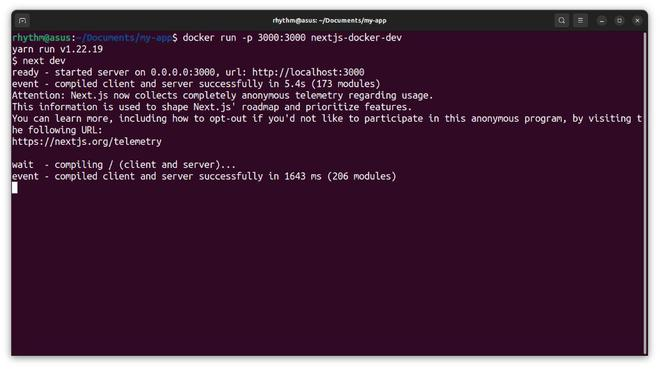 rhythm@asus: ~/Documents/my-app
rhythm@asus:~/Documents/my-app$ docker run -p 3000:3000 nextjs-docker-dev
yarn run v1.22.19
$ next dev
ready - started server on 0.0.0.0:3000, url: http://localhost:3000
event - compiled client and server successfully in 5.4s (173 modules)
Attention: Next.js now collects completely anonymous telemetry regarding usage.
This information is used to shape Next.js' roadmap and prioritize features.
You can learn more, including how to opt-out if you'd not like to participate in this anonymous program, by visiting t
he following URL:
https://nextjs.org/telemetry
wait  - compiling / (client and server)...
event - compiled client and server successfully in 1643 ms (206 modules)